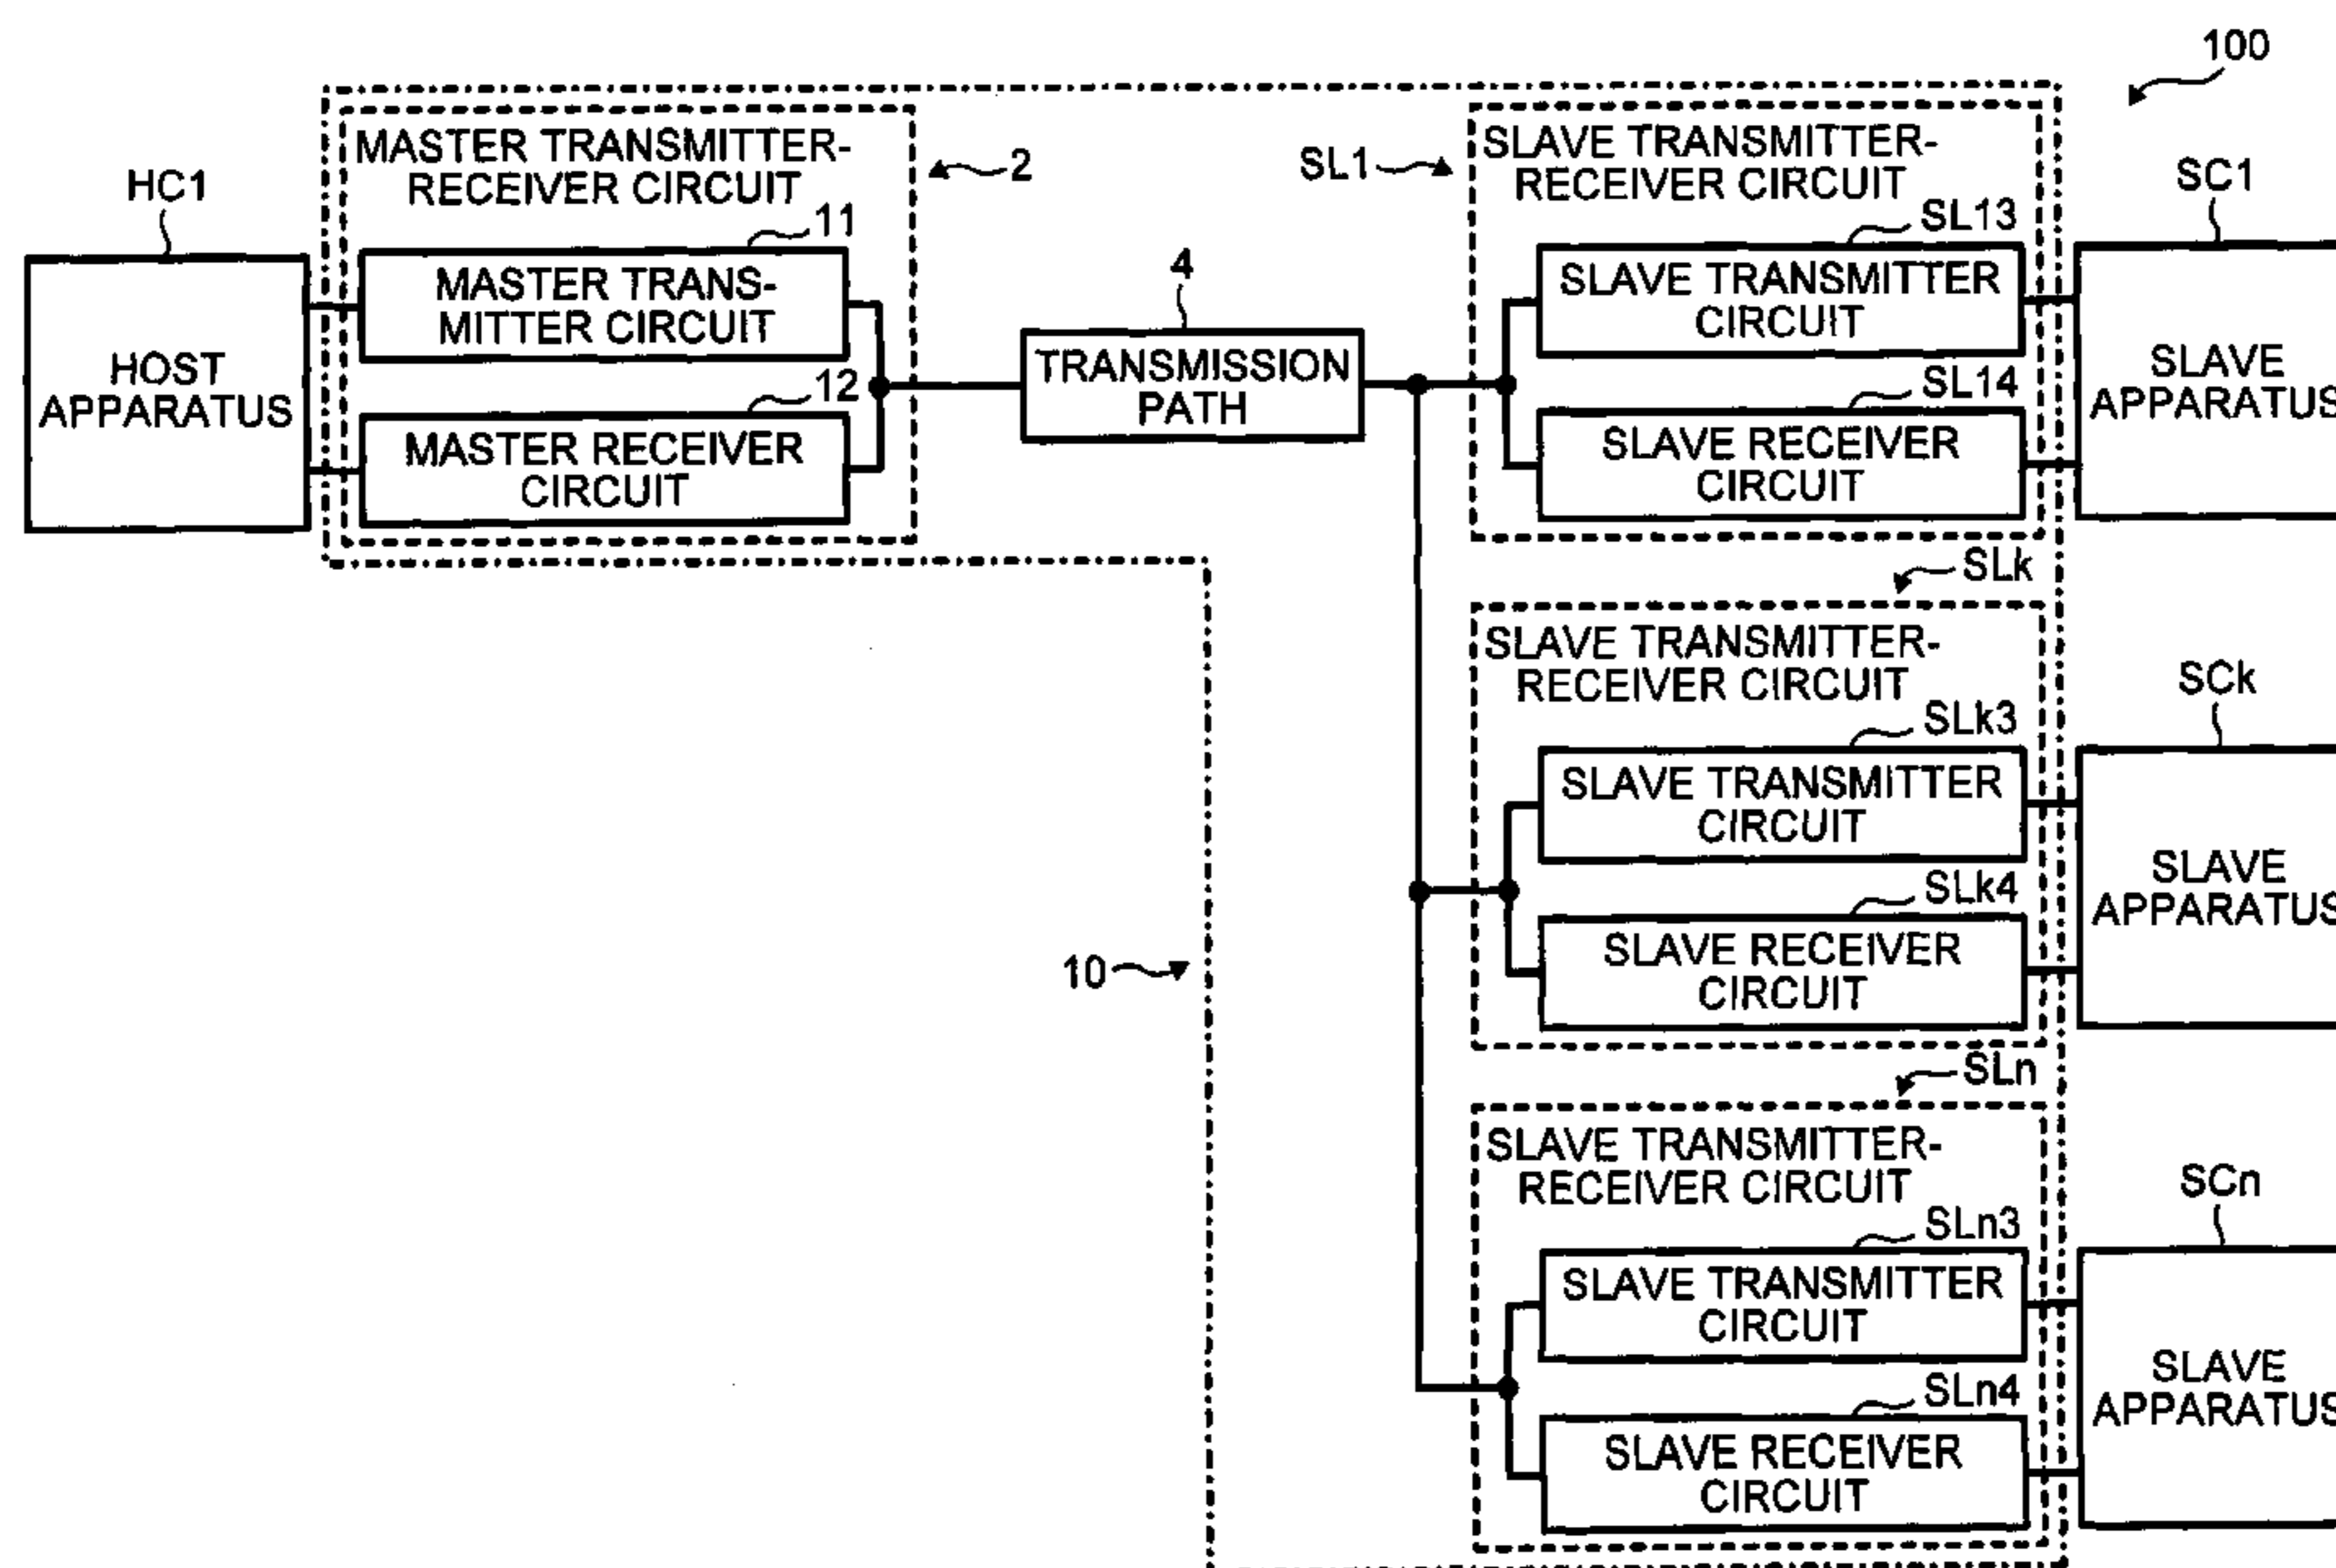 100
HC1
MASTER TRANSMITTER-
RECEIVER CIRCUIT
2
11
MASTER TRANS-
MITTER CIRCUIT
12
MASTER RECEIVER
CIRCUIT
HOST
APPARATUS
4
TRANSMISSION
PATH
SL1
SLAVE TRANSMITTER-
RECEIVER CIRCUIT
SL13
SLAVE TRANSMITTER
CIRCUIT
SL14
SLAVE RECEIVER
CIRCUIT
SC1
SLAVE
APPARATUS
SLk
SLAVE TRANSMITTER-
RECEIVER CIRCUIT
SLk3
SLAVE TRANSMITTER
CIRCUIT
SLk4
SLAVE RECEIVER
CIRCUIT
SCk
SLAVE
APPARATUS
10
SLn
SLAVE TRANSMITTER-
RECEIVER CIRCUIT
SLn3
SLAVE TRANSMITTER
CIRCUIT
SLn4
SLAVE RECEIVER
CIRCUIT
SCn
SLAVE
APPARATUS